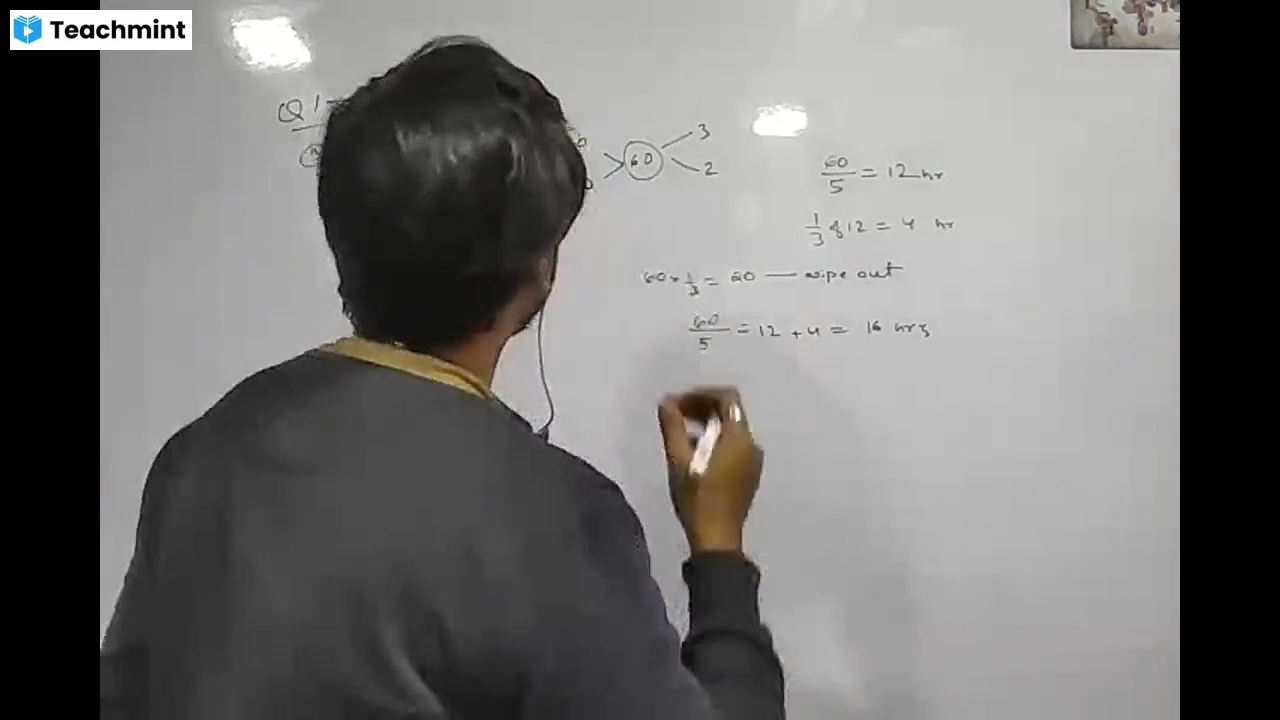 Teachmint
Q1
60
3
2
60/5 = 12 hr
1/3 of 12 = 4 hr
60 × 1/3 = 20 — wipe out
60/5 = 12 + 4 = 16 hrs